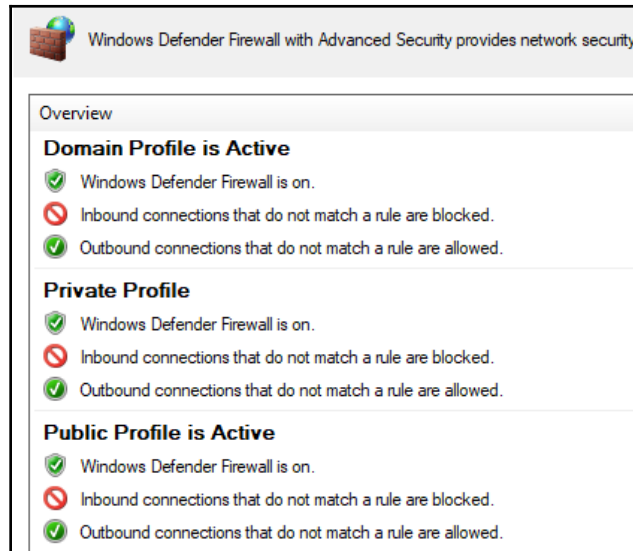 Windows Defender Firewall with Advanced Security provides network security
Overview
Domain Profile is Active
Windows Defender Firewall is on.
Inbound connections that do not match a rule are blocked.
Outbound connections that do not match a rule are allowed.
Private Profile
Windows Defender Firewall is on.
Inbound connections that do not match a rule are blocked.
Outbound connections that do not match a rule are allowed.
Public Profile is Active
Windows Defender Firewall is on.
Inbound connections that do not match a rule are blocked.
Outbound connections that do not match a rule are allowed.